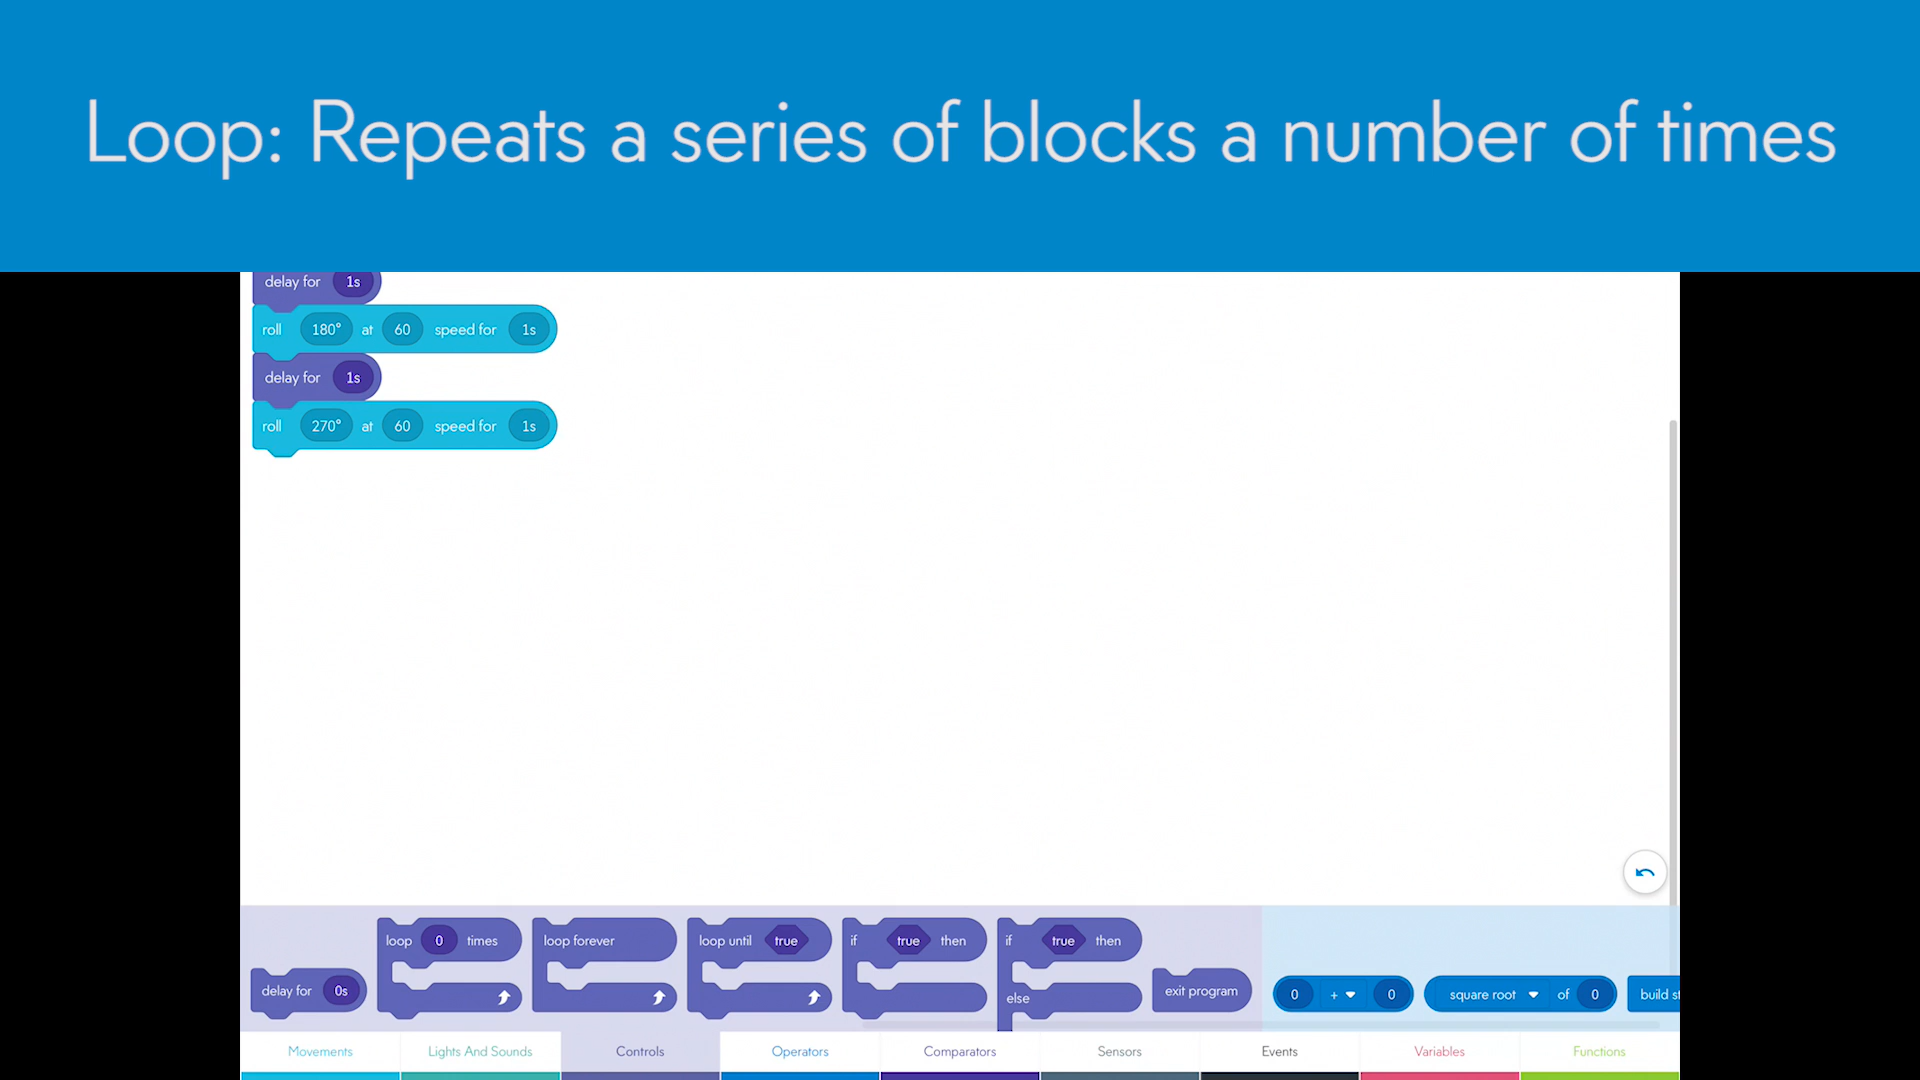 Loop: Repeats a series of blocks a number of times
delay for 1s
roll 180° at 60 speed for 1s
delay for 1s
roll 270° at 60 speed for 1s
loop 0 times
loop forever
loop until true
if true then
if true then
delay for 0s
else
exit program
0 + 0
square root of 0
build st
Movements
Lights And Sounds
Controls
Operators
Comparators
Sensors
Events
Variables
Functions